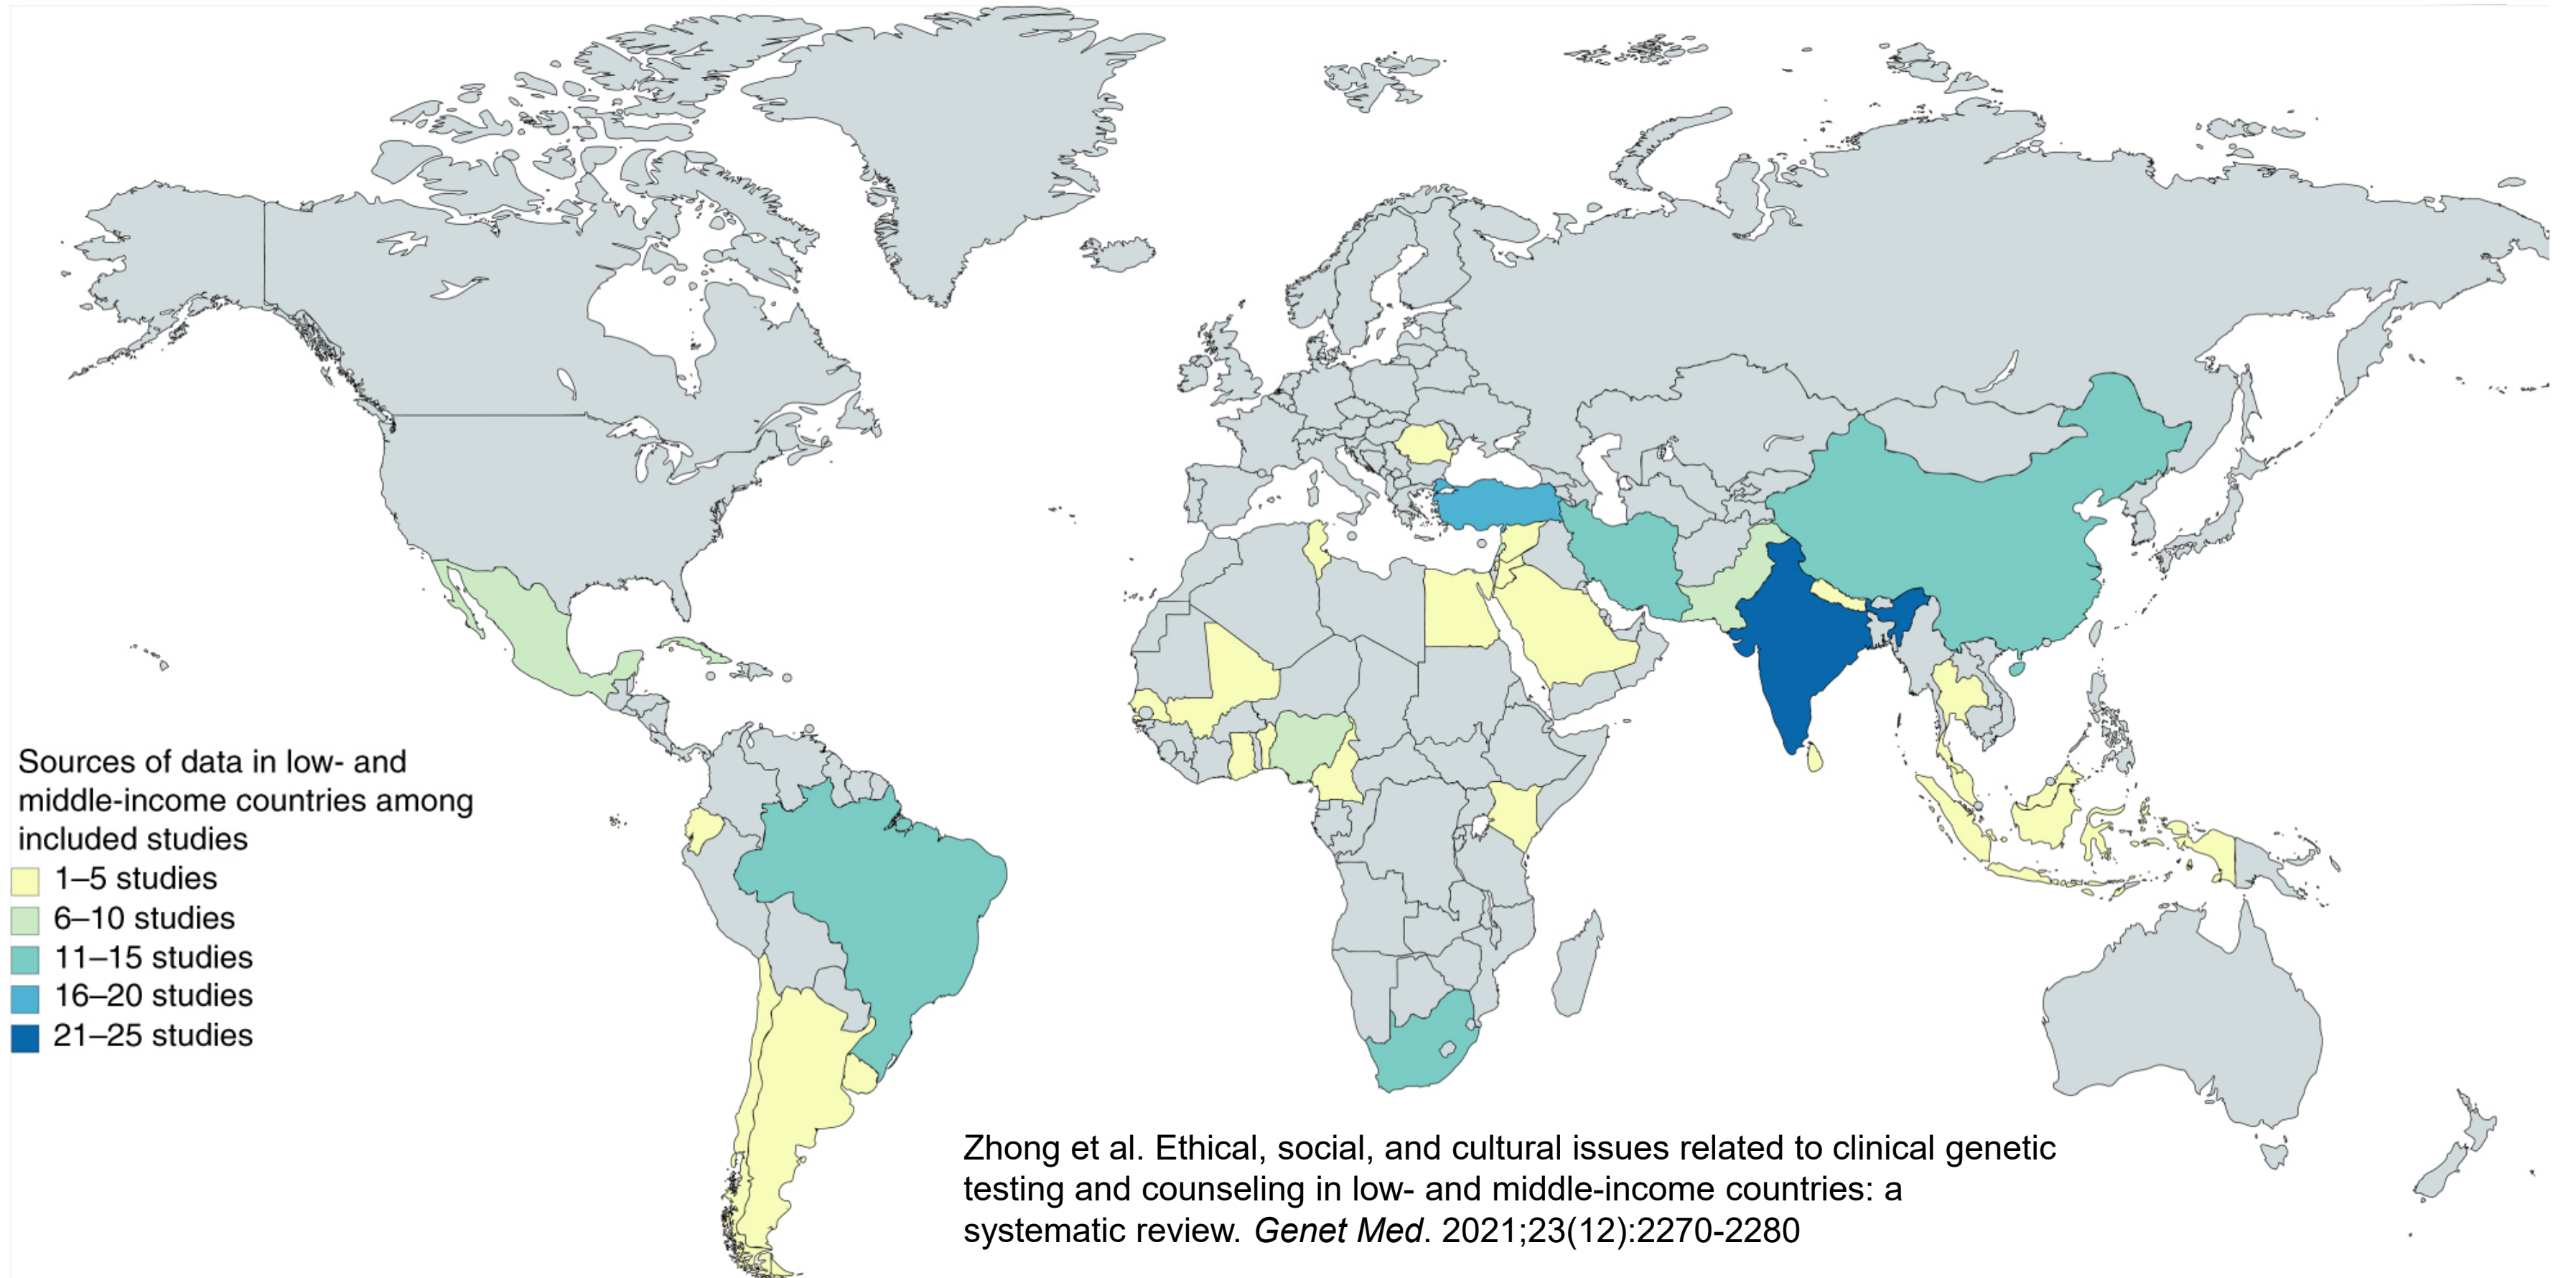 Sources of data in low- and
middle-income countries among
included studies
1–5 studies
6–10 studies
11–15 studies
16–20 studies
21–25 studies
Zhong et al. Ethical, social, and cultural issues related to clinical genetic
testing and counseling in low- and middle-income countries: a
systematic review. Genet Med. 2021;23(12):2270-2280